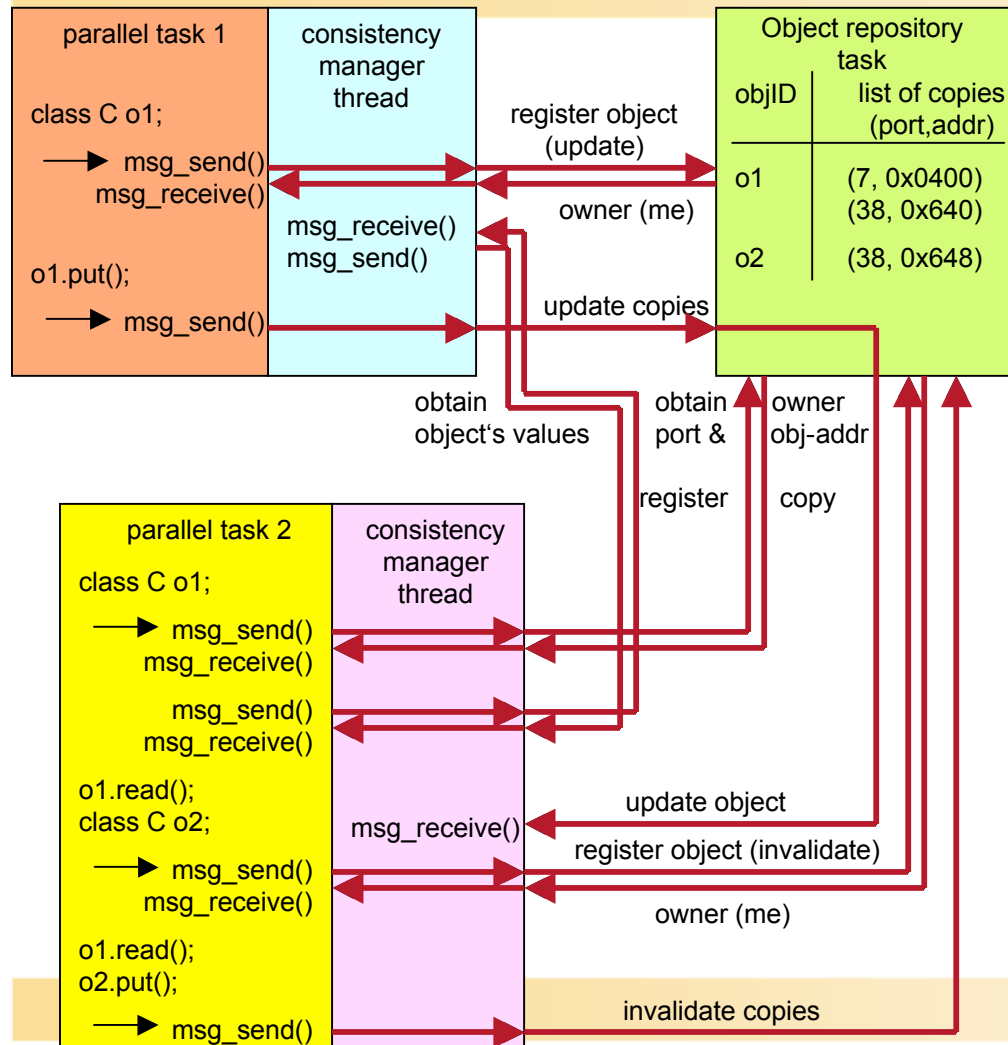 parallel task 1
class C o1;
msg_send()
msg_receive()
o1.put();
msg_send()
consistency
manager
thread
msg_receive()
msg_send()
register object
(update)
owner (me)
update copies
Object repository
task
objID
list of copies
(port,addr)
o1
(7, 0x0400)
(38, 0x640)
o2
(38, 0x648)
obtain
object‘s values
obtain
port &
owner
obj-addr
register
copy
parallel task 2
class C o1;
msg_send()
msg_receive()
msg_send()
msg_receive()
o1.read();
class C o2;
msg_send()
msg_receive()
o1.read();
o2.put();
msg_send()
consistency
manager
thread
msg_receive()
update object
register object (invalidate)
owner (me)
invalidate copies